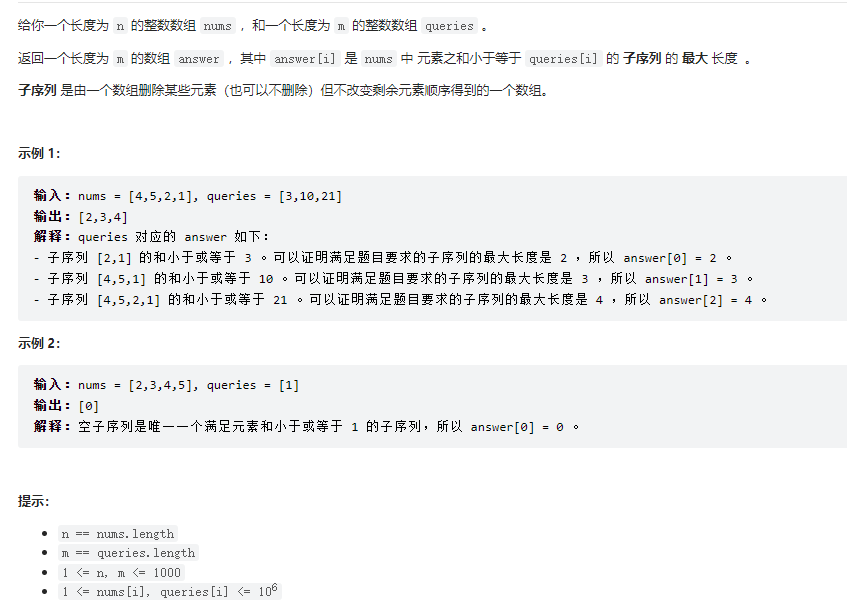 给你一个长度为 n 的整数数组 nums ，和一个长度为 m 的整数数组 queries 。
返回一个长度为 m 的数组 answer ，其中 answer[i] 是 nums 中 元素之和小于等于 queries[i] 的 子序列 的 最大 长度 。
子序列 是由一个数组删除某些元素（也可以不删除）但不改变剩余元素顺序得到的一个数组。
示例 1：
输入：nums = [4,5,2,1], queries = [3,10,21]
输出：[2,3,4]
解释：queries 对应的 answer 如下：
- 子序列 [2,1] 的和小于或等于 3 。可以证明满足题目要求的子序列的最大长度是 2 ，所以 answer[0] = 2 。
- 子序列 [4,5,1] 的和小于或等于 10 。可以证明满足题目要求的子序列的最大长度是 3 ，所以 answer[1] = 3 。
- 子序列 [4,5,2,1] 的和小于或等于 21 。可以证明满足题目要求的子序列的最大长度是 4 ，所以 answer[2] = 4 。
示例 2：
输入：nums = [2,3,4,5], queries = [1]
输出：[0]
解释：空子序列是唯一一个满足元素和小于或等于 1 的子序列，所以 answer[0] = 0 。
提示：
n == nums.length
m == queries.length
1 <= n, m <= 1000
1 <= nums[i], queries[i] <= 10⁶